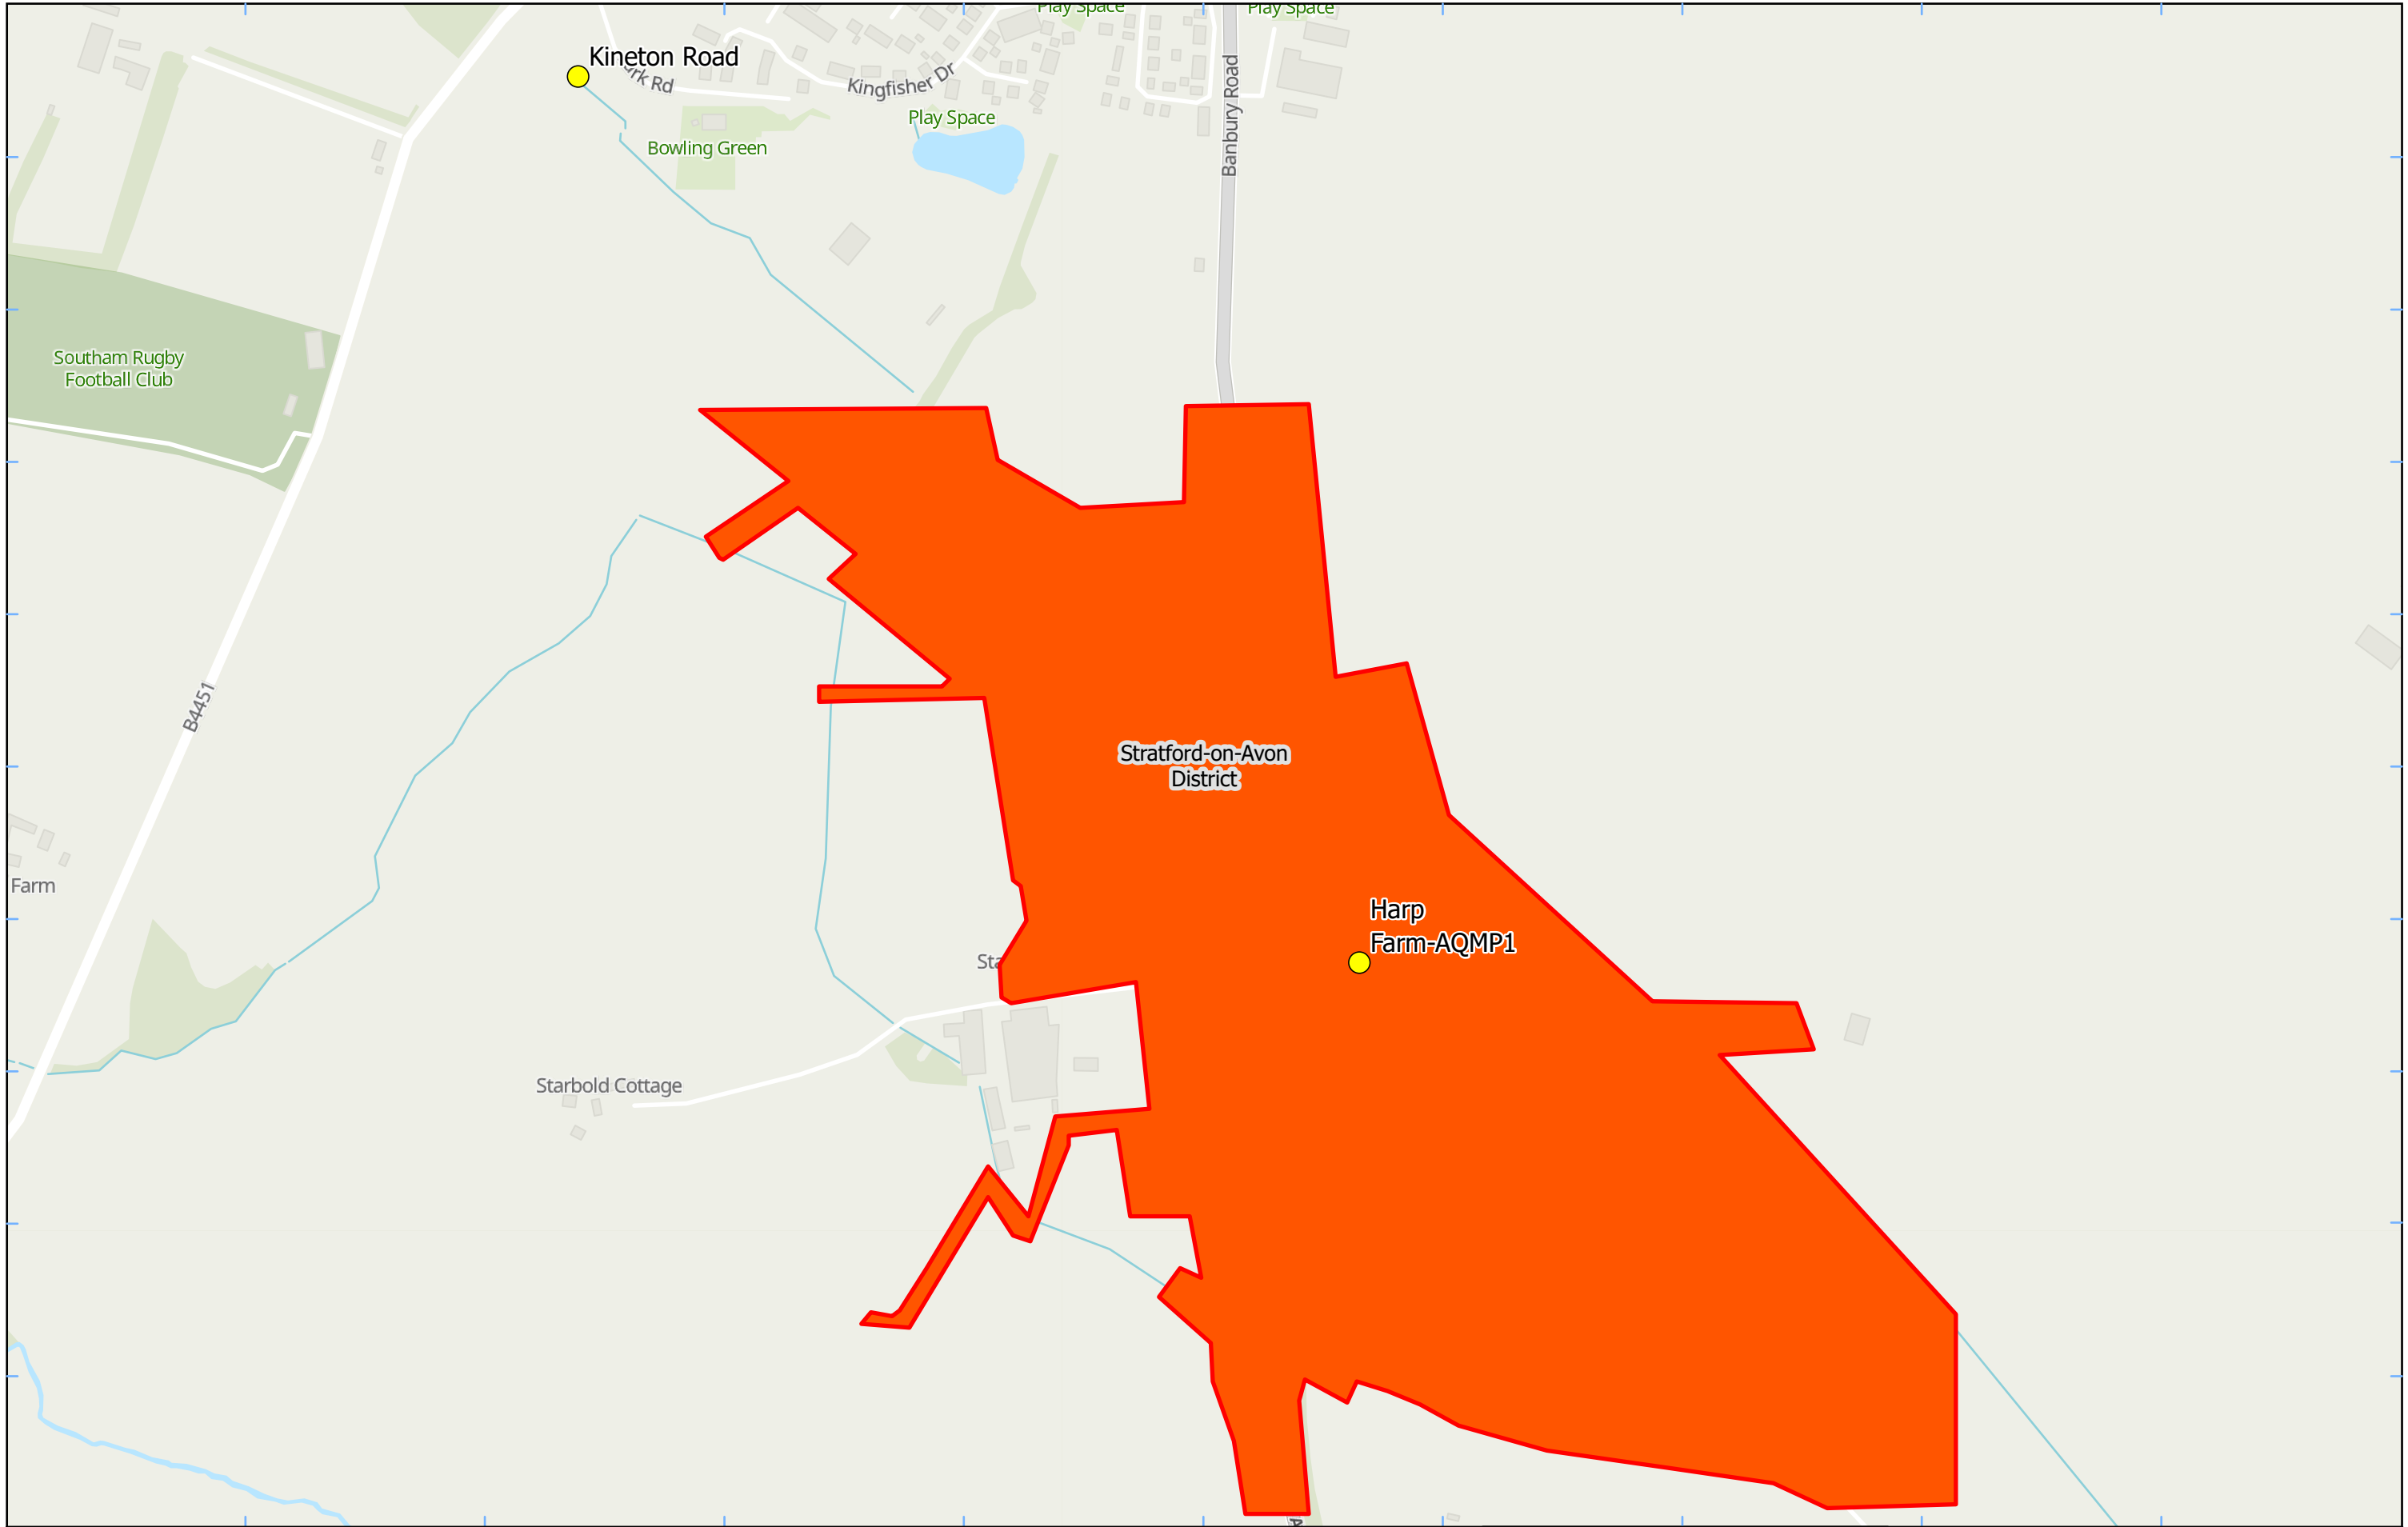 Play Space
Play Space
Kineton Road
Kingfisher Dr
Banbury Road
Play Space
Bowling Green
Southam Rugby
Football Club
B4451
Stratford-on-Avon
District
Farm
Harp
Farm-AQMP1
Starbold Cottage